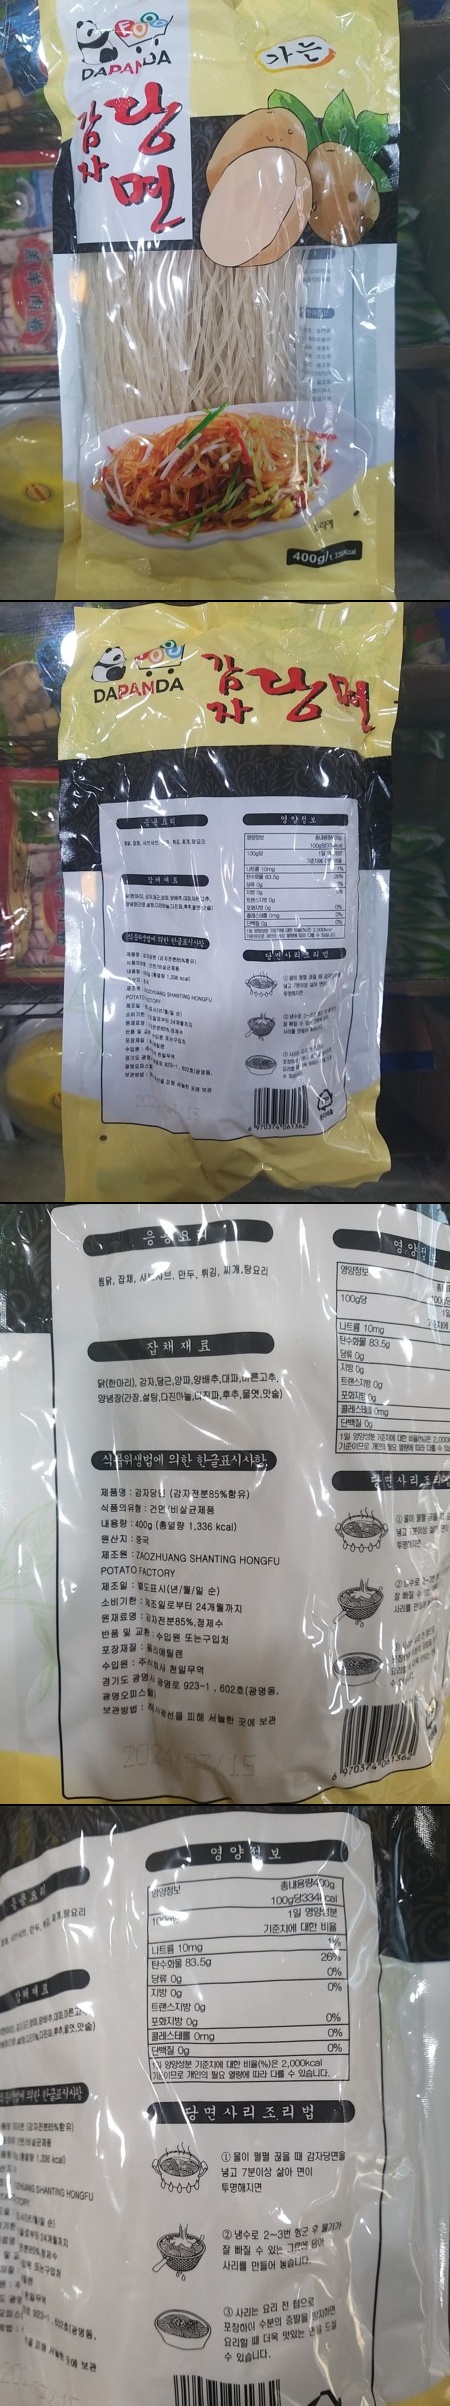 DAPANDA
가는
감자
당면
400g/1,336Kcal
DAPANDA
감자 당면
응용요리
찜닭, 잡채, 샤브샤브, 만두, 튀김, 찌개,탕요리
잡채재료
닭(한마리),감자,당근,양파,양배추,대파,마른고추,
양념장(간장,설탕,다진마늘,다진파,후추,물엿,맛술)
식품위생법에 의한 한글표시사항
제품명 : 감자당면 (감자전분85%함유)
식품의유형 : 건면/비살균제품
내용량 : 400g (총열량 1,336 kcal)
원산지 : 중국
제조원 : ZAOZHUANG SHANTING HONGFU
POTATO FACTORY
제조일 : 별도표시(년/월/일 순)
소비기한 : 제조일로부터 24개월까지
원재료명 : 감자전분85%,정제수
반품 및 교환 : 수입원 또는구입처
포장재질 : 폴리에틸렌
수입원 : 주식회사 천일무역
경기도 광명시 광명로 923-1 , 602호(광명동,
광명오피스텔)
보관방법 : 직사광선을 피해 서늘한 곳에 보관
6 970374 061362
영양정보
영양정보 총내용량400g
100g당334kcal
100g당 1일 영양성분
기준치에 대한 비율
나트륨 10mg 1%
탄수화물 83.5g 26%
당류 0g 0%
지방 0g 0%
트랜스지방 0g
포화지방 0g 0%
콜레스테롤 0mg 0%
단백질 0g 0%
1일 영양성분 기준치에 대한 비율(%)은 2,000kcal
기준이므로 개인의 필요 열량에 따라 다를 수 있습니다.
당면사리조리법
① 물이 펄펄 끓을 때 감자당면을
넣고 7분이상 삶아 면이
투명해지면
② 냉수로 2~3번 헹군 후 물기가
잘 빠질 수 있는 그릇에 담아
사리를 만들어 놓습니다.
③ 사리는 요리 전 랩으로
포장하여 수분의 증발을 방지하면
요리할 때 더욱 맛있는 면을 드실
수 있습니다.